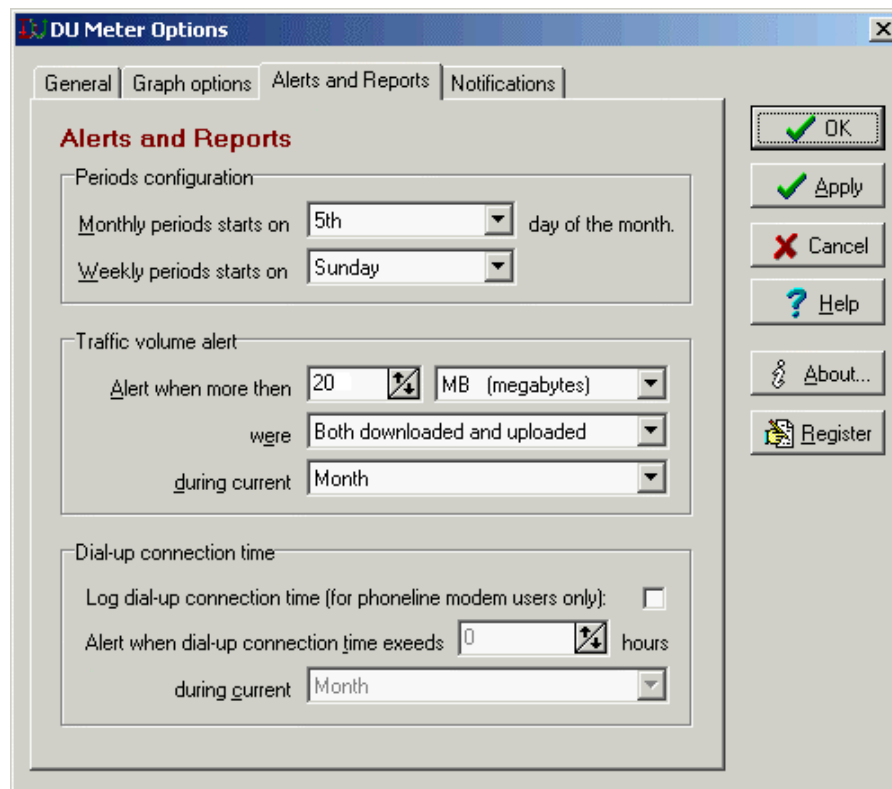 DU Meter Options
General Graph options Alerts and Reports Notifications
Alerts and Reports
Periods configuration
Monthly periods starts on 5th day of the month.
Weekly periods starts on Sunday
Traffic volume alert
Alert when more then 20 MB (megabytes)
were Both downloaded and uploaded
during current Month
Dial-up connection time
Log dial-up connection time (for phoneline modem users only):
Alert when dial-up connection time exeeds 0 hours
during current Month
OK
Apply
Cancel
Help
About...
Register